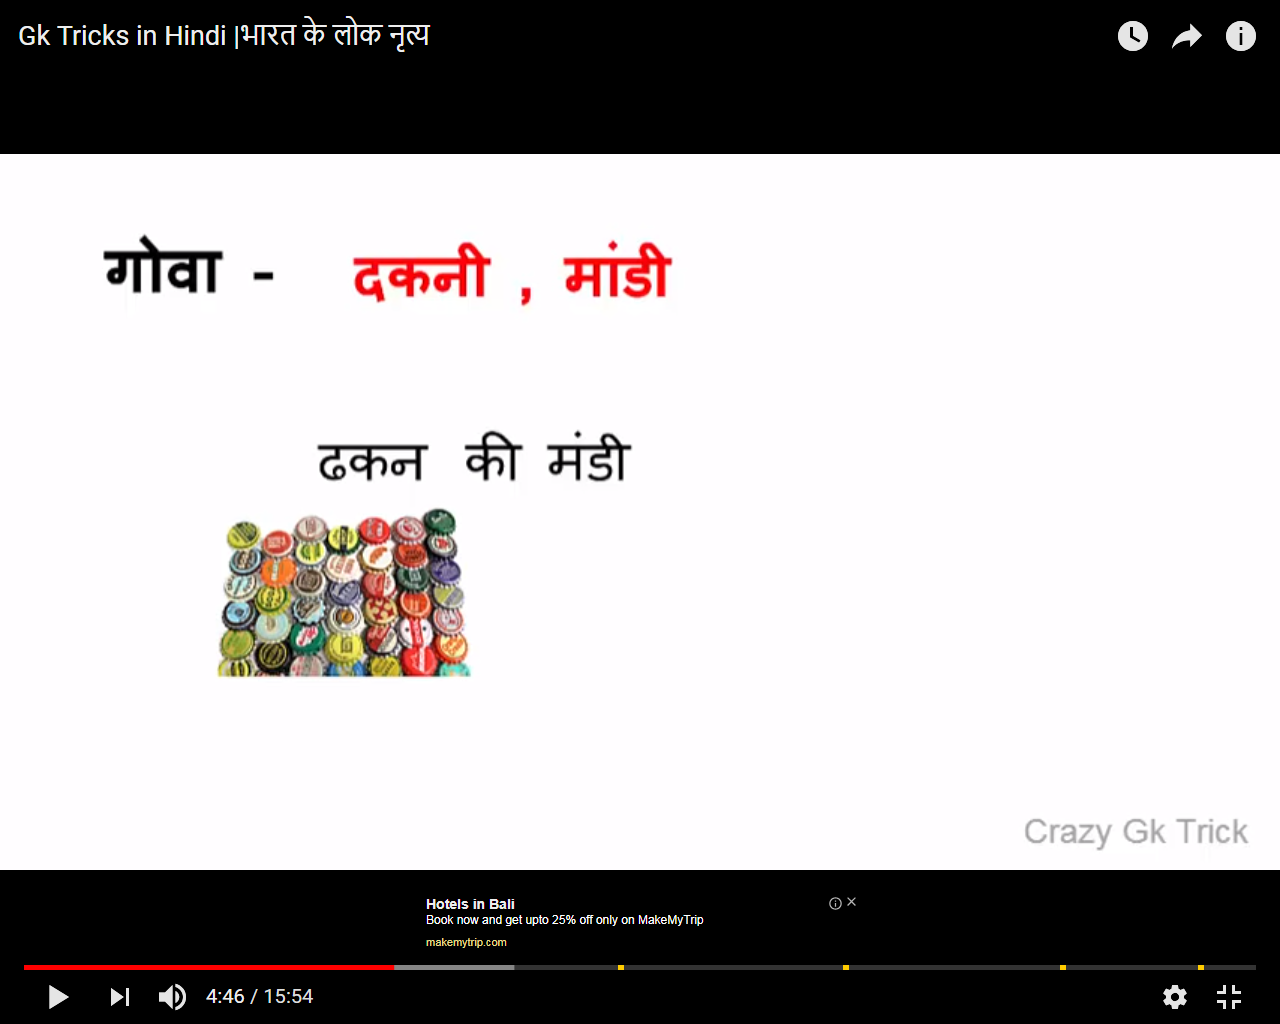 Gk Tricks in Hindi |भारत के लोक नृत्य
गोवा - दकनी , मांडी
ढकन की मंडी
Crazy Gk Trick
Hotels in Bali
Book now and get upto 25% off only on MakeMyTrip
makemytrip.com
4:46 / 15:54